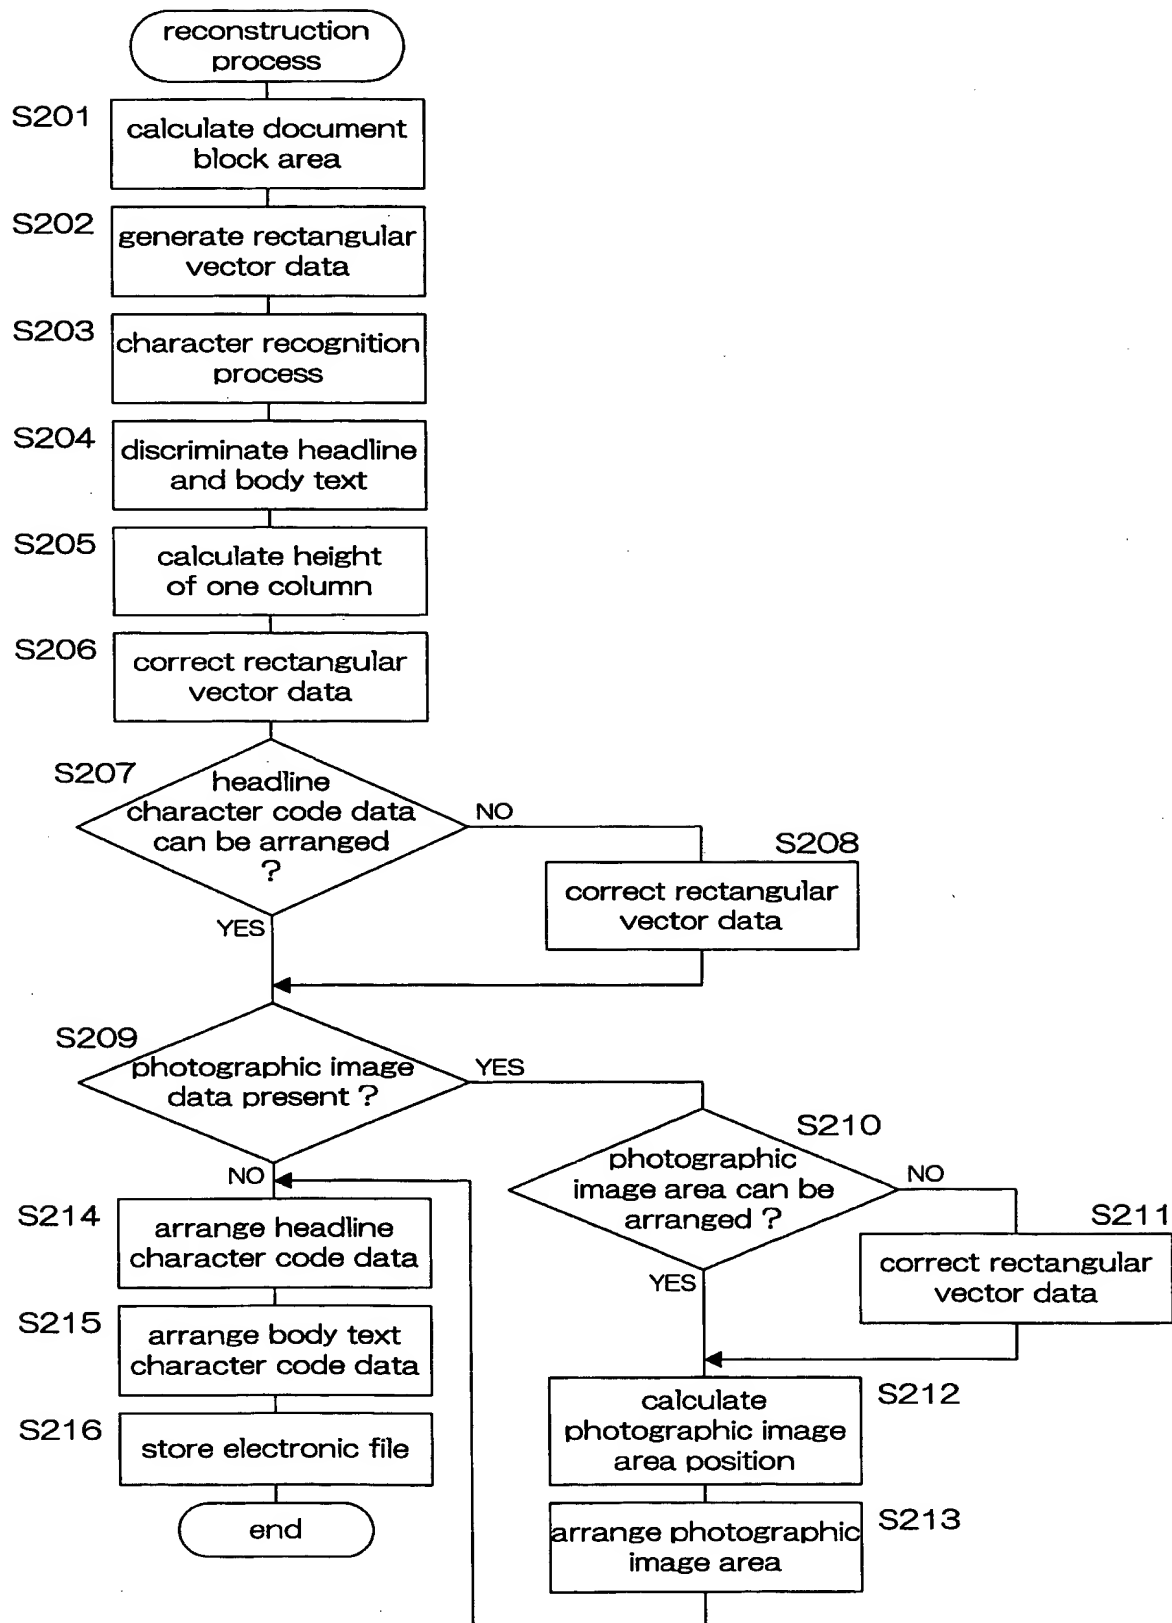 reconstruction
process
S201
calculate document
block area
S202
generate rectangular
vector data
S203
character recognition
process
S204
discriminate headline
and body text
S205
calculate height
of one column
S206
correct rectangular
vector data
S207
headline
character code data
can be arranged
?
NO
YES
S208
correct rectangular
vector data
S209
photographic image
data present ?
YES
NO
S210
photographic
image area can be
arranged ?
NO
YES
S211
correct rectangular
vector data
S212
calculate
photographic image
area position
S213
arrange photographic
image area
S214
arrange headline
character code data
S215
arrange body text
character code data
S216
store electronic file
end